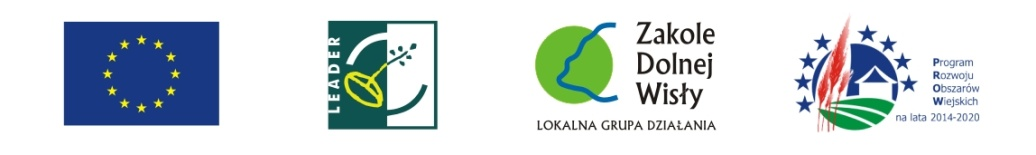 LEADER
Zakole
Dolnej
Wisły
LOKALNA GRUPA DZIAŁANIA
Program
Rozwoju
Obszarów
Wiejskich
na lata 2014-2020